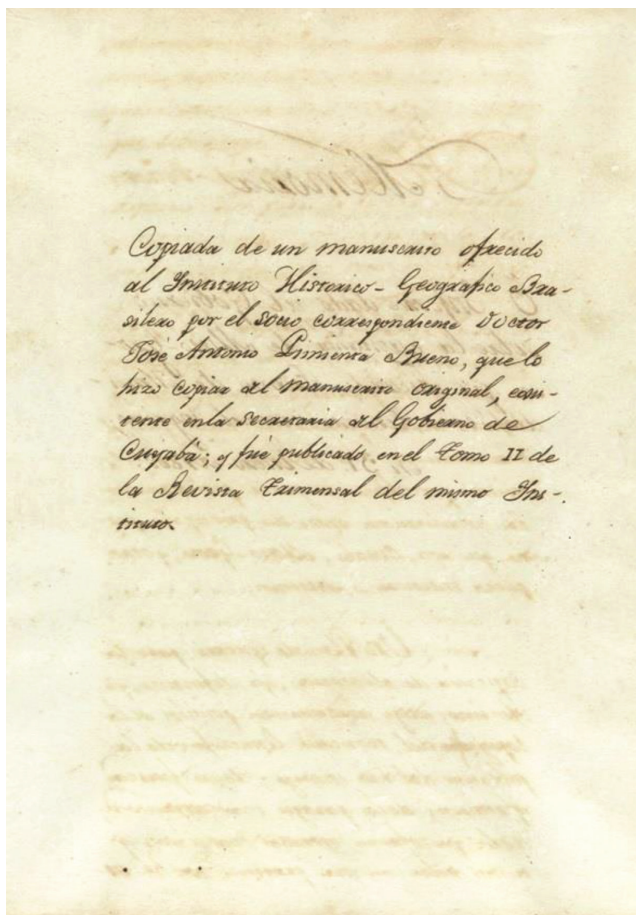 Copiada de un manuscrito ofrecido
al Instituto Historico-Geografico Bra-
silero por el socio correspondiente Doctor
José Antonio Pimienta Bueno, que lo
hizo copiar del manuscrito original, exis-
tente en la secretaria del Gobierno de
Cuyabá; y fué publicado en el Tomo II de
la Revista Trimensal del mismo Ins-
tituto.